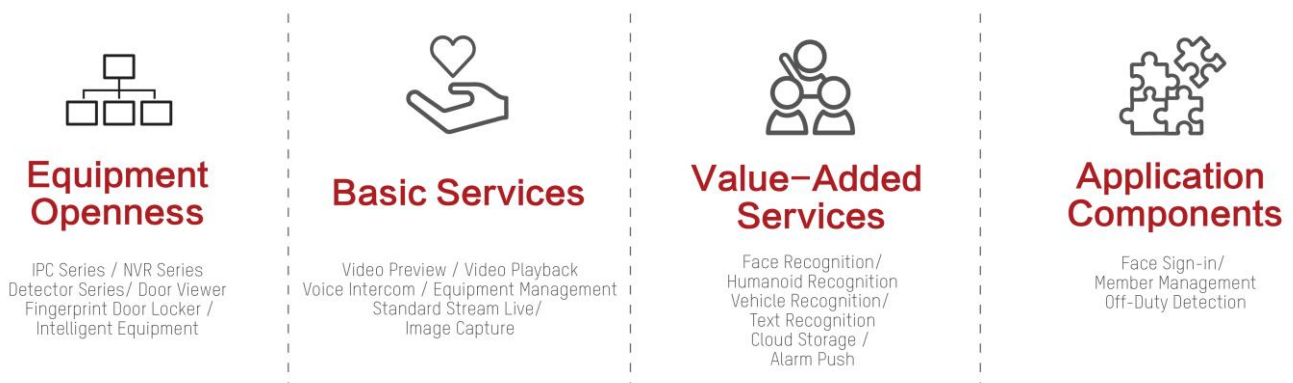 Equipment
Openness
IPC Series / NVR Series
Detector Series/ Door Viewer
Fingerprint Door Locker /
Intelligent Equipment
Basic Services
Video Preview / Video Playback
Voice Intercom / Equipment Management
Standard Stream Live/
Image Capture
Value-Added
Services
Face Recognition/
Humanoid Recognition
Vehicle Recognition/
Text Recognition
Cloud Storage /
Alarm Push
Application
Components
Face Sign-in/
Member Management
Off-Duty Detection